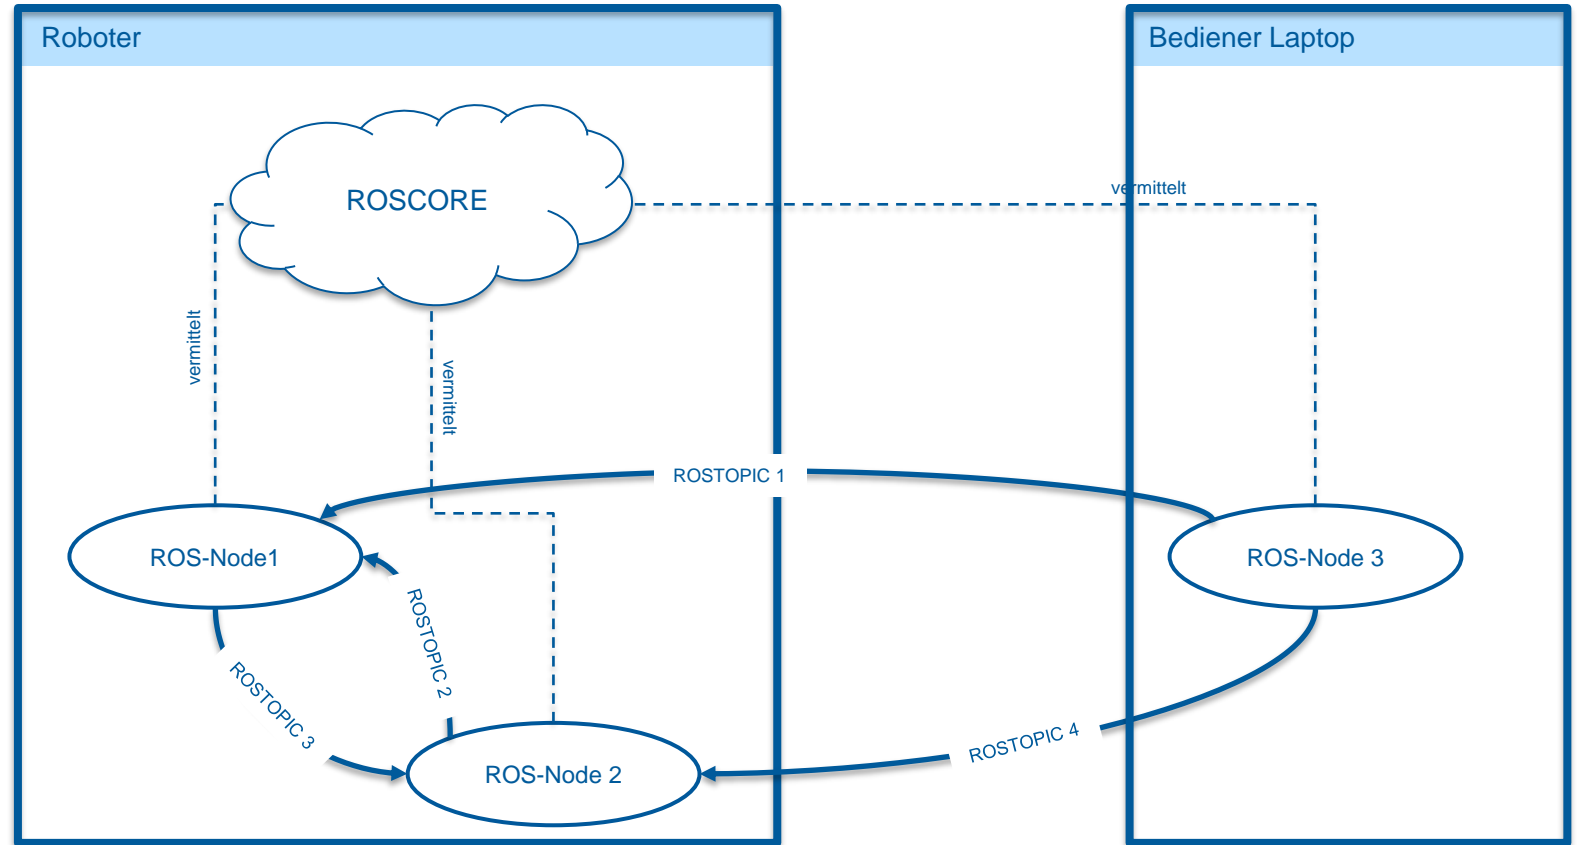 Roboter
Bediener Laptop
ROSCORE
vermittelt
vermittelt
vermittelt
ROSTOPIC 1
ROS-Node1
ROS-Node 3
ROSTOPIC 2
ROSTOPIC 3
ROSTOPIC 4
ROS-Node 2